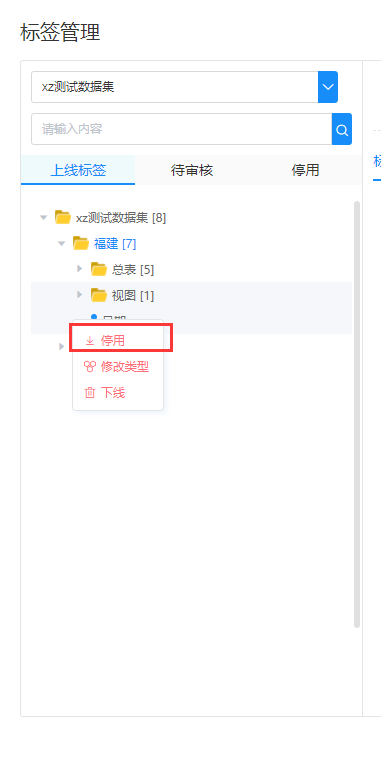 标签管理
xz测试数据集
请输入内容
上线标签 待审核 停用
xz测试数据集 [8]
福建 [7]
总表 [5]
视图 [1]
停用
修改类型
下线